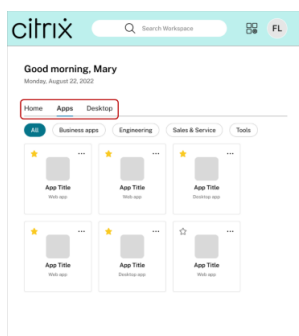 citrix
Search Workspace
FL
Good morning, Mary
Monday, August 22, 2022
Home Apps Desktop
All Business apps Engineering Sales & Service Tools
App Title App Title App Title
Web app Web app Desktop app
App Title App Title App Title
Web app Desktop app Web app